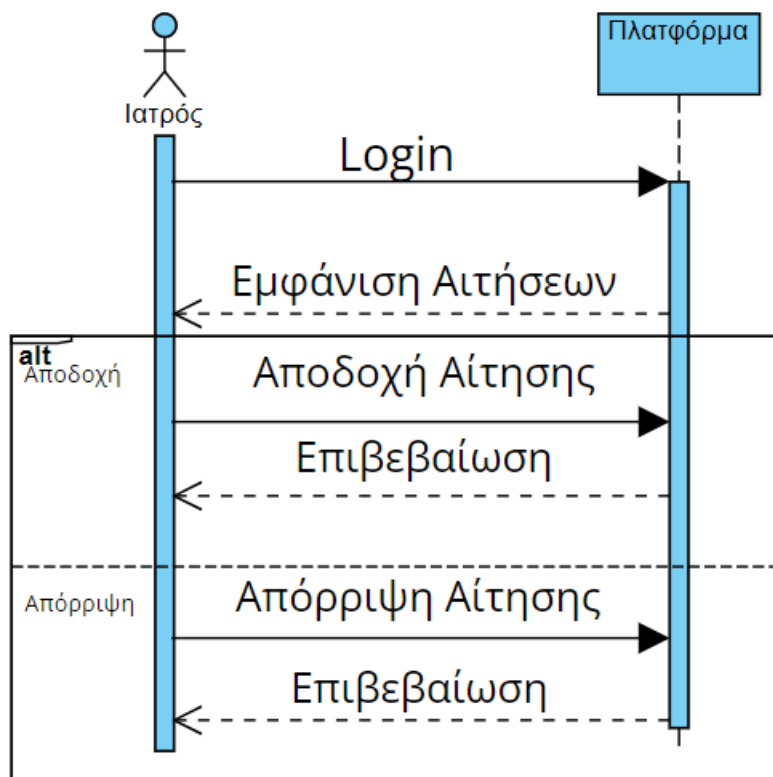 Πλατφόρμα
Ιατρός
Login
Εμφάνιση Αιτήσεων
alt
Αποδοχή
Αποδοχή Αίτησης
Επιβεβαίωση
Απόρριψη
Απόρριψη Αίτησης
Επιβεβαίωση